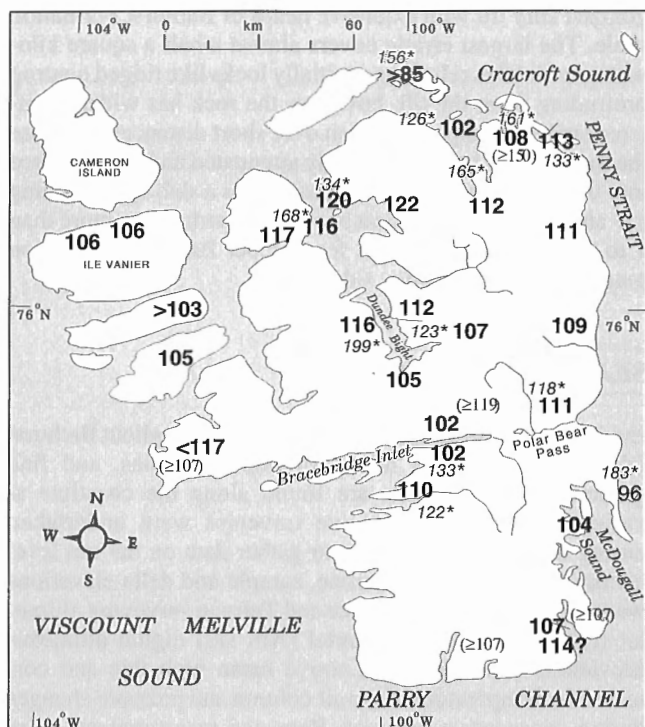 104°W
0
km
60
100°W
156*
>85
Cracroft Sound
126*
102
161*
108
113
(≥150)
133*
PENNY STRAIT
CAMERON
ISLAND
134*
120
122
165*
112
168*
117
116
111
106
106
ILE VANIER
76°N
>103
Dundee Bight
112
116
123*
107
109
76°N
199*
105
105
118*
111
(≥119)
102
<117
(≥107)
Bracebridge Inlet
102
133*
Polar Bear
Pass
110
122*
183*
96
104
McDougall
Sound
N
W
E
S
(≥107)
107
114?
(≥107)
VISCOUNT MELVILLE
SOUND
PARRY CHANNEL
104°W
100°W